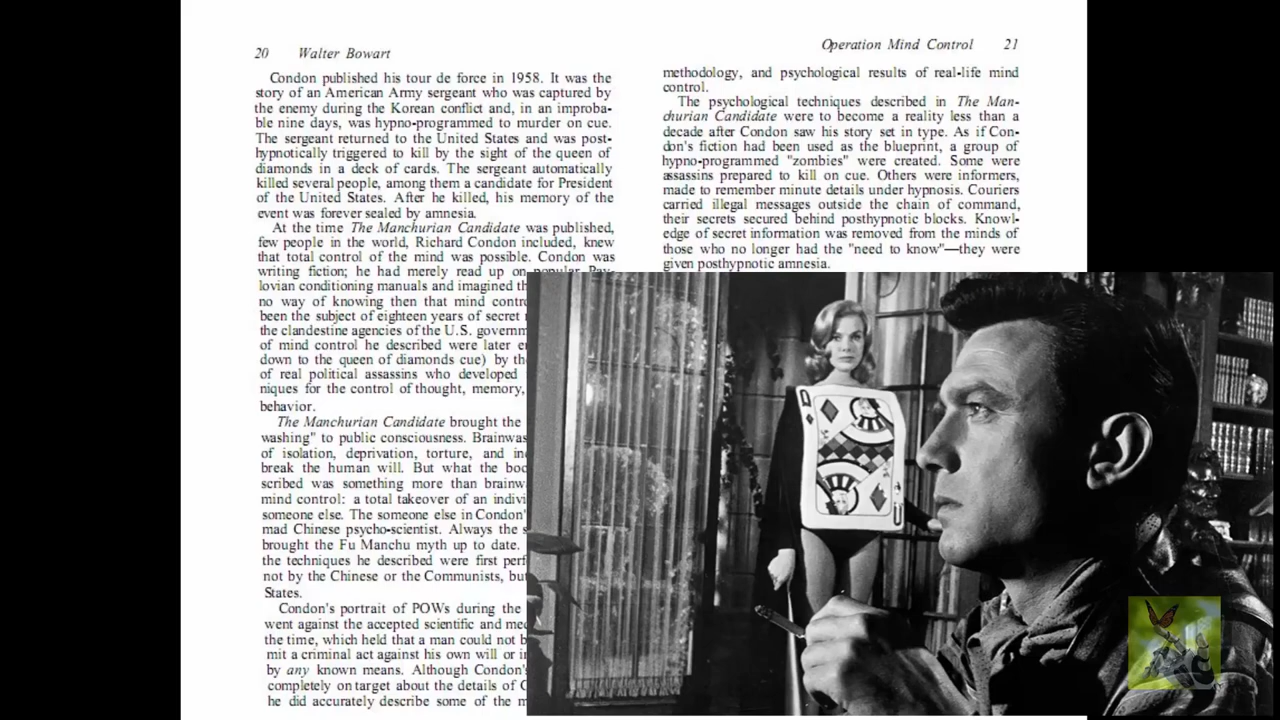 20 Walter Bowart
Condon published his tour de force in 1958. It was the
story of an American Army sergeant who was captured by
the enemy during the Korean conflict and, in an improba-
ble nine days, was hypno-programmed to murder on cue.
The sergeant returned to the United States and was post-
hypnotically triggered to kill by the sight of the queen of
diamonds in a deck of cards. The sergeant automatically
killed several people, among them a candidate for President
of the United States. After he killed, his memory of the
event was forever sealed by amnesia.
At the time The Manchurian Candidate was published,
few people in the world, Richard Condon included, knew
that total control of the mind was possible. Condon was
writing fiction; he had merely read up on popular Pav-
lovian conditioning manuals and imagined th
no way of knowing then that mind contro
been the subject of eighteen years of secret
the clandestine agencies of the U.S. governm
of mind control he described were later e
down to the queen of diamonds cue) by the
of real political assassins who developed
niques for the control of thought, memory,
behavior.
The Manchurian Candidate brought the
washing" to public consciousness. Brainwas
of isolation, deprivation, torture, and in
break the human will. But what the boo
scribed was something more than brainw
mind control: a total takeover of an indivi
someone else. The someone else in Condon'
mad Chinese psycho-scientist. Always the s
brought the Fu Manchu myth up to date.
the techniques he described were first perf
not by the Chinese or the Communists, bu
States.
Condon's portrait of POWs during the
went against the accepted scientific and med
the time, which held that a man could not b
mit a criminal act against his own will or in
by any known means. Although Condon'
completely on target about the details of
he did accurately describe some of the m
Operation Mind Control 21
methodology, and psychological results of real-life mind
control.
The psychological techniques described in The Man-
churian Candidate were to become a reality less than a
decade after Condon saw his story set in type. As if Con-
don's fiction had been used as the blueprint, a group of
hypno-programmed "zombies" were created. Some were
assassins prepared to kill on cue. Others were informers,
made to remember minute details under hypnosis. Couriers
carried illegal messages outside the chain of command,
their secrets secured behind posthypnotic blocks. Knowl-
edge of secret information was removed from the minds of
those who no longer had the "need to know"—they were
given posthypnotic amnesia.
Q
Q